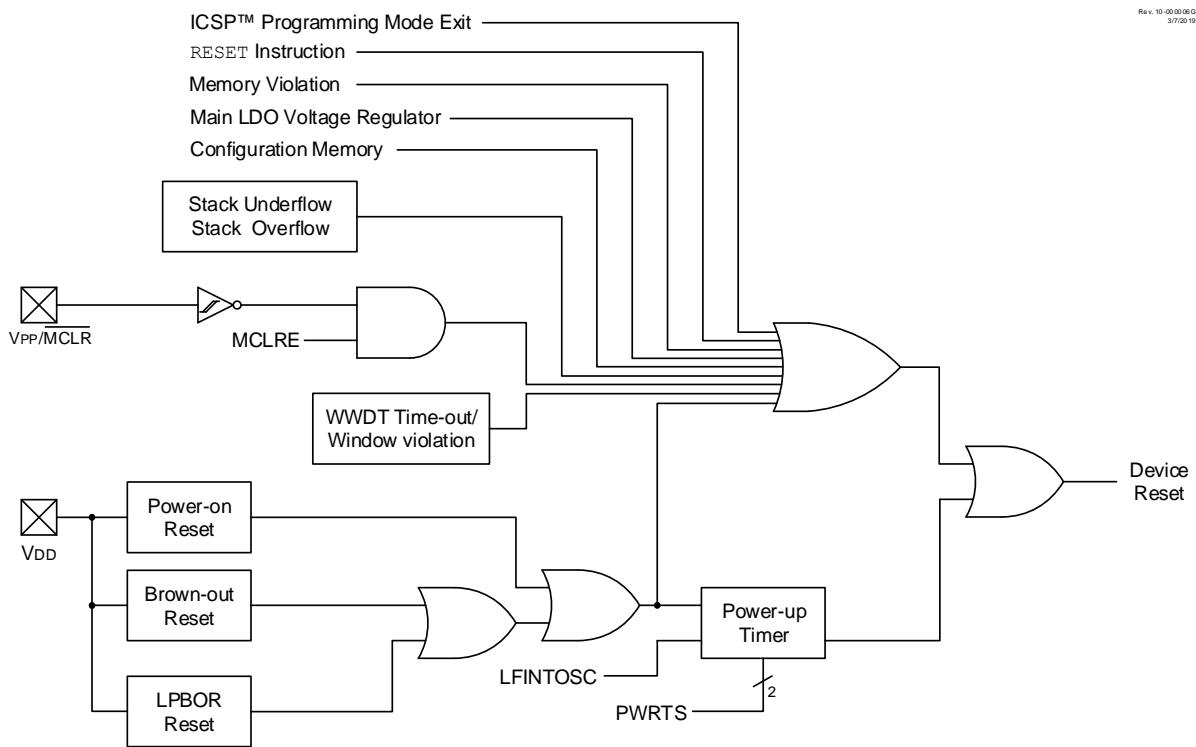 Rev. 10-000006G
3/7/2019
ICSP™ Programming Mode Exit
RESET Instruction
Memory Violation
Main LDO Voltage Regulator
Configuration Memory
Stack Underflow
Stack Overflow
VPP/MCLR
MCLRE
WWDT Time-out/
Window violation
Device
Reset
Power-on
Reset
VDD
Brown-out
Reset
Power-up
Timer
LFINTOSC
LPBOR
Reset
2
PWRTS